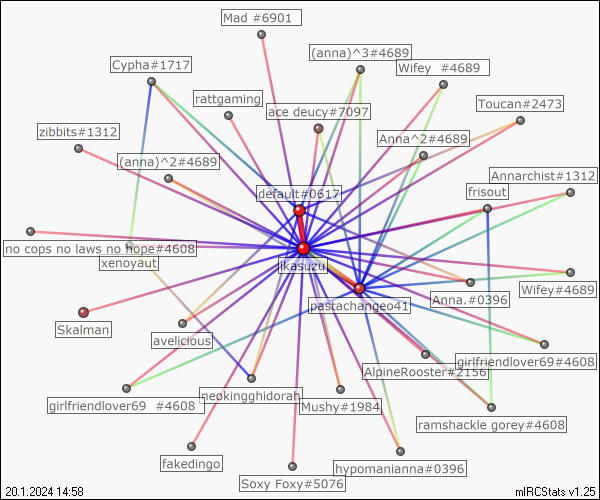 Mad #6901
(anna)^3#4689
Cypha#1717
Wifey #4689
rattgaming
ace deucy#7097
Toucan#2473
zibbits#1312
Anna^2#4689
(anna)^2#4689
Annarchist#1312
default#0617
frisout
no cops no laws no hope#4608
xenoyaut
ikasuzu
Wifey#4689
pastachangeo41
Anna.#0396
Skalman
avelicious
girlfriendlover69#4608
AlpineRooster#2156
neokingghidorah
girlfriendlover69 #4608
Mushy#1984
ramshackle gorey#4608
fakedingo
hypomanianna#0396
Soxy Foxy#5076
20.1.2024 14:58
mIRCStats v1.25